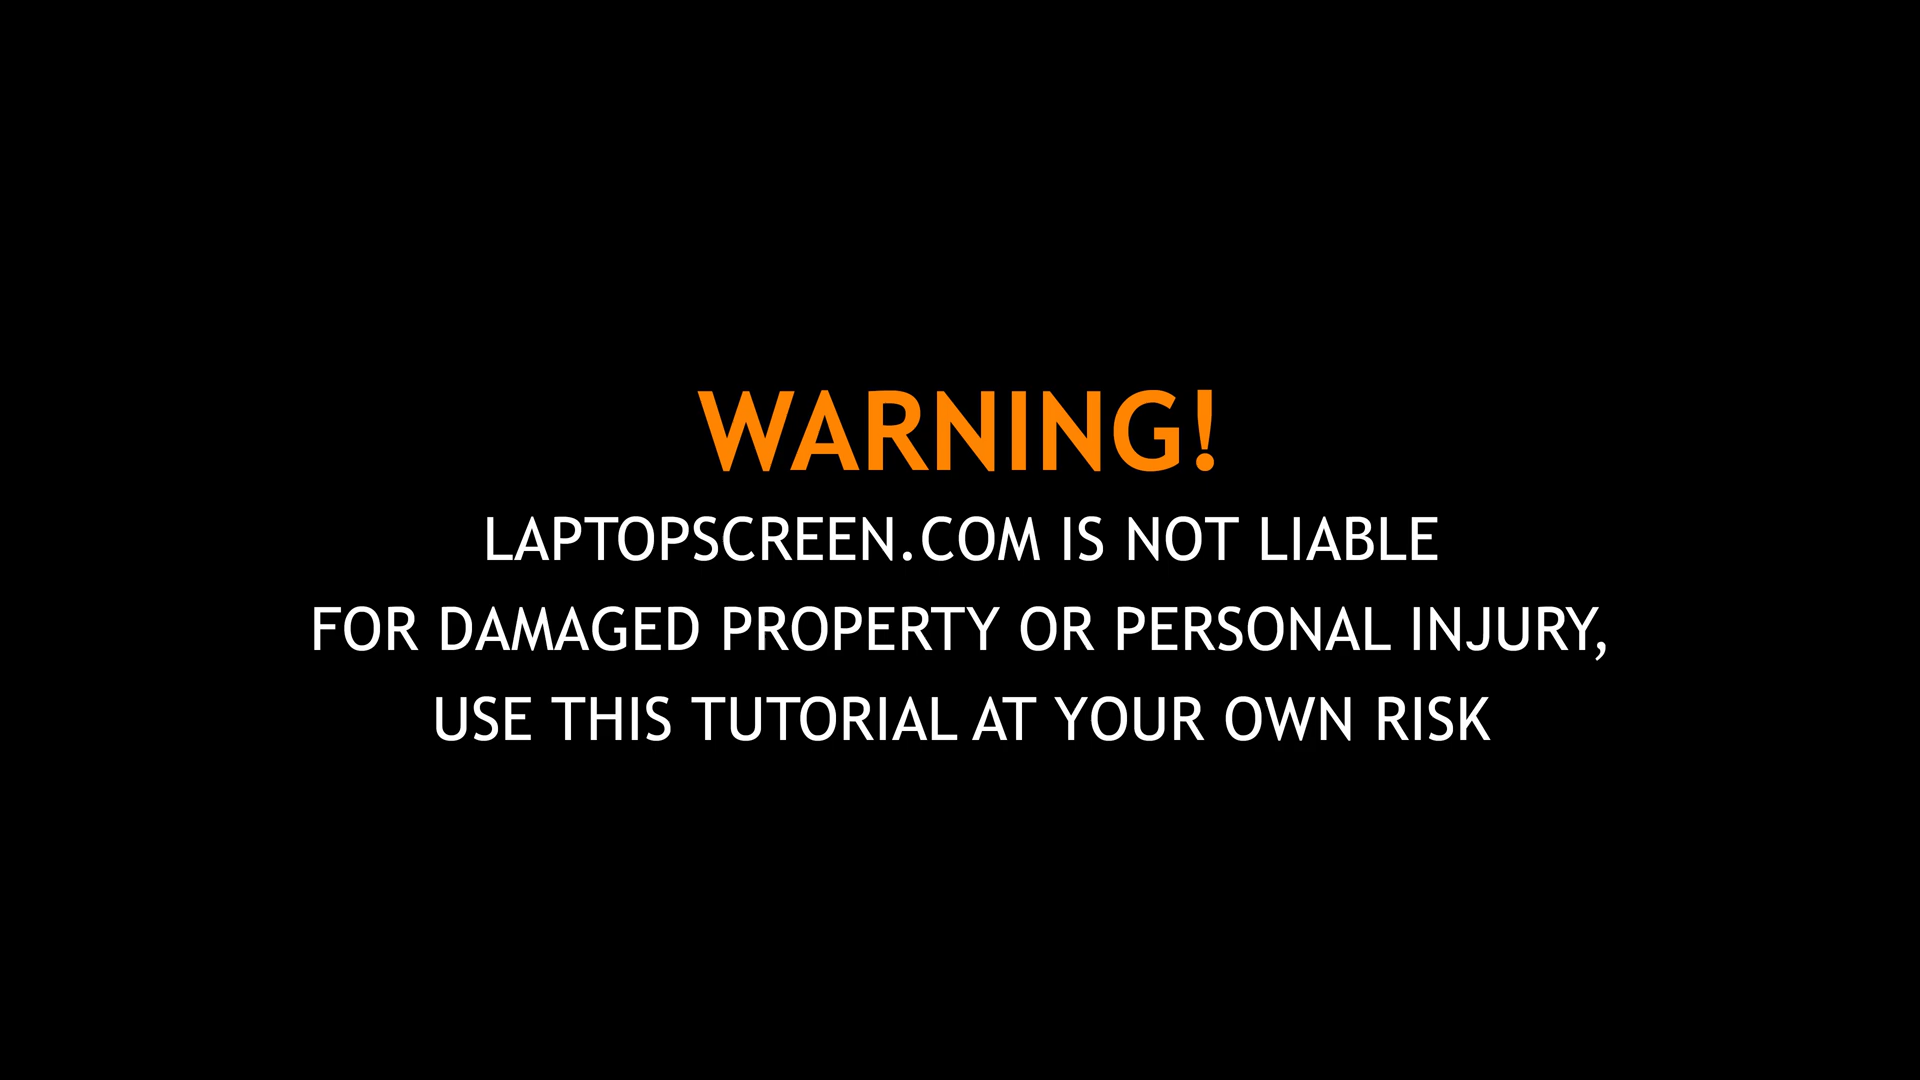 WARNING!
LAPTOPSCREEN.COM IS NOT LIABLE
FOR DAMAGED PROPERTY OR PERSONAL INJURY,
USE THIS TUTORIAL AT YOUR OWN RISK